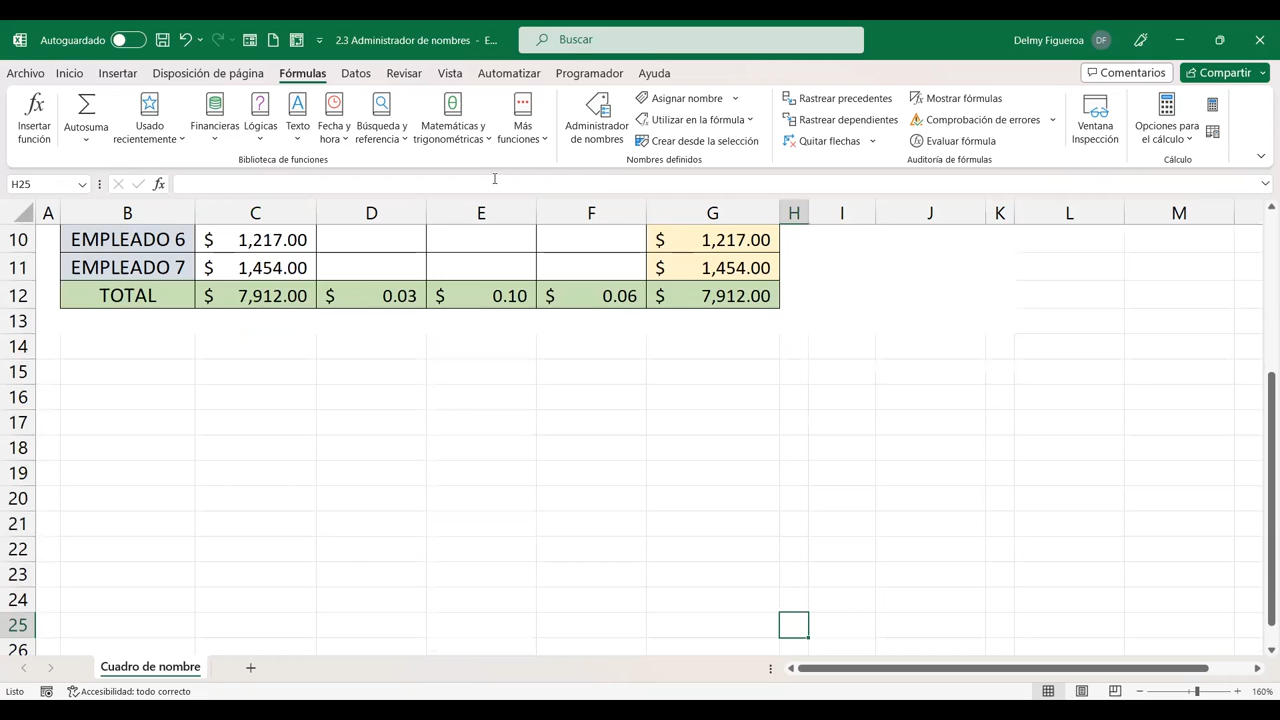 Autoguardado 2.3 Administrador de nombres - E... Buscar Delmy Figueroa DF
Archivo Inicio Insertar Disposición de página Fórmulas Datos Revisar Vista Automatizar Programador Ayuda Comentarios Compartir
Insertar función
Autosuma
Usado recientemente
Financieras
Lógicas
Texto
Fecha y hora
Búsqueda y referencia
Matemáticas y trigonométricas
Más funciones
Biblioteca de funciones
Administrador de nombres
Asignar nombre
Utilizar en la fórmula
Crear desde la selección
Nombres definidos
Rastrear precedentes
Rastrear dependientes
Quitar flechas
Mostrar fórmulas
Comprobación de errores
Evaluar fórmula
Auditoría de fórmulas
Ventana Inspección
Opciones para el cálculo
Cálculo
H25 fx
A B C D E F G H I J K L M
10 EMPLEADO 6 $ 1,217.00 $ 1,217.00
11 EMPLEADO 7 $ 1,454.00 $ 1,454.00
12 TOTAL $ 7,912.00 $ 0.03 $ 0.10 $ 0.06 $ 7,912.00
13
14
15
16
17
18
19
20
21
22
23
24
25
26
Cuadro de nombre
Listo Accesibilidad: todo correcto 160%